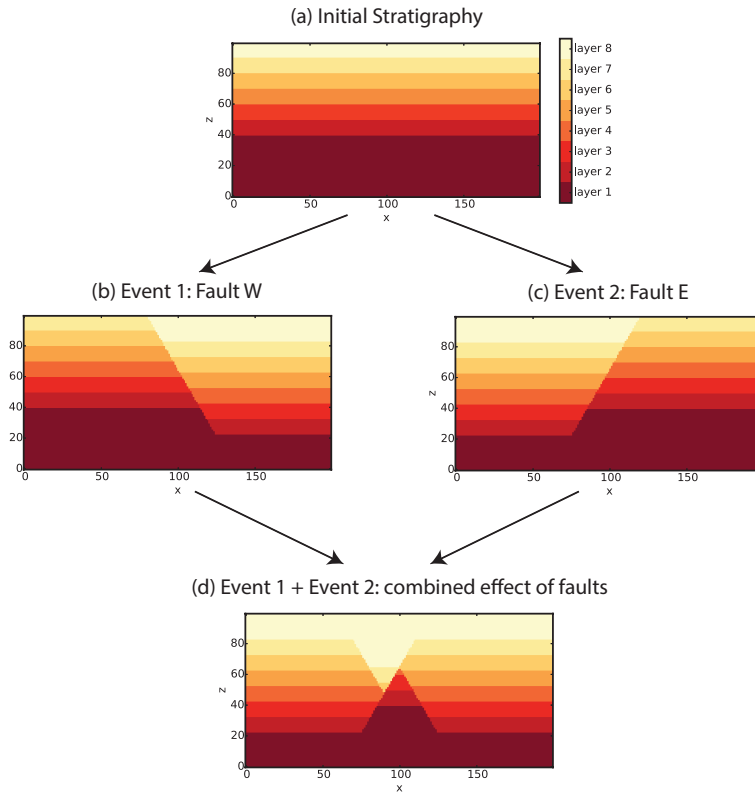 (a) Initial Stratigraphy
layer 8
layer 7
layer 6
layer 5
layer 4
layer 3
layer 2
layer 1
80
60
40
20
0
z
0 50 100 150
x
(b) Event 1: Fault W
80
60
40
20
0
z
0 50 100 150
x
(c) Event 2: Fault E
80
60
40
20
0
z
0 50 100 150
x
(d) Event 1 + Event 2: combined effect of faults
80
60
40
20
0
z
0 50 100 150
x